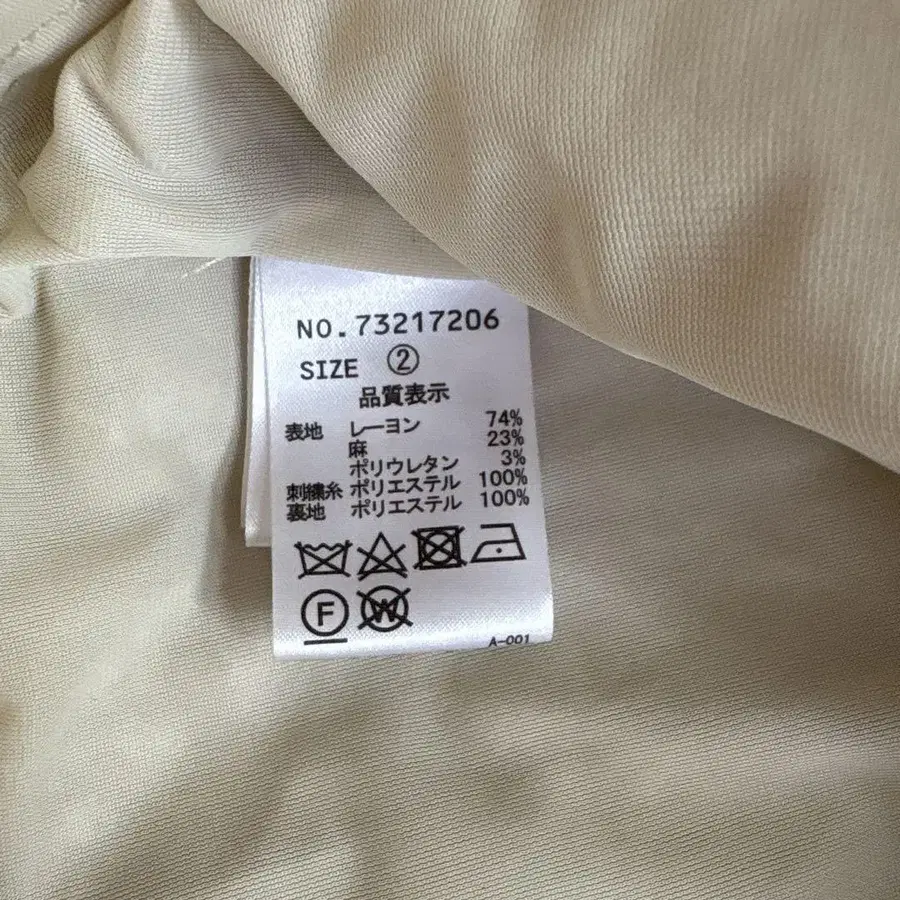 NO.73217206
SIZE ②
品質表示
表地 レーヨン 74%
麻 23%
ポリウレタン 3%
刺繍糸 ポリエステル 100%
裏地 ポリエステル 100%
F W
A-001